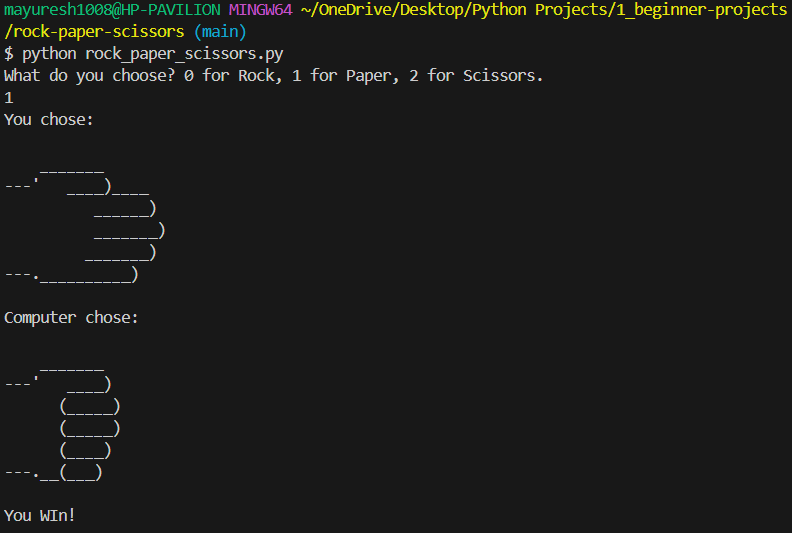 mayuresh1008@HP-PAVILION MINGW64 ~/OneDrive/Desktop/Python Projects/1_beginner-projects
/rock-paper-scissors (main)
$ python rock_paper_scissors.py
What do you choose? 0 for Rock, 1 for Paper, 2 for Scissors.
1
You chose:

    _______
---'   ____)____
          ______)
          _______)
         _______)
---.__________)

Computer chose:

    _______
---'   ____)
      (_____)
      (_____)
      (____)
---.__(___)

You WIn!